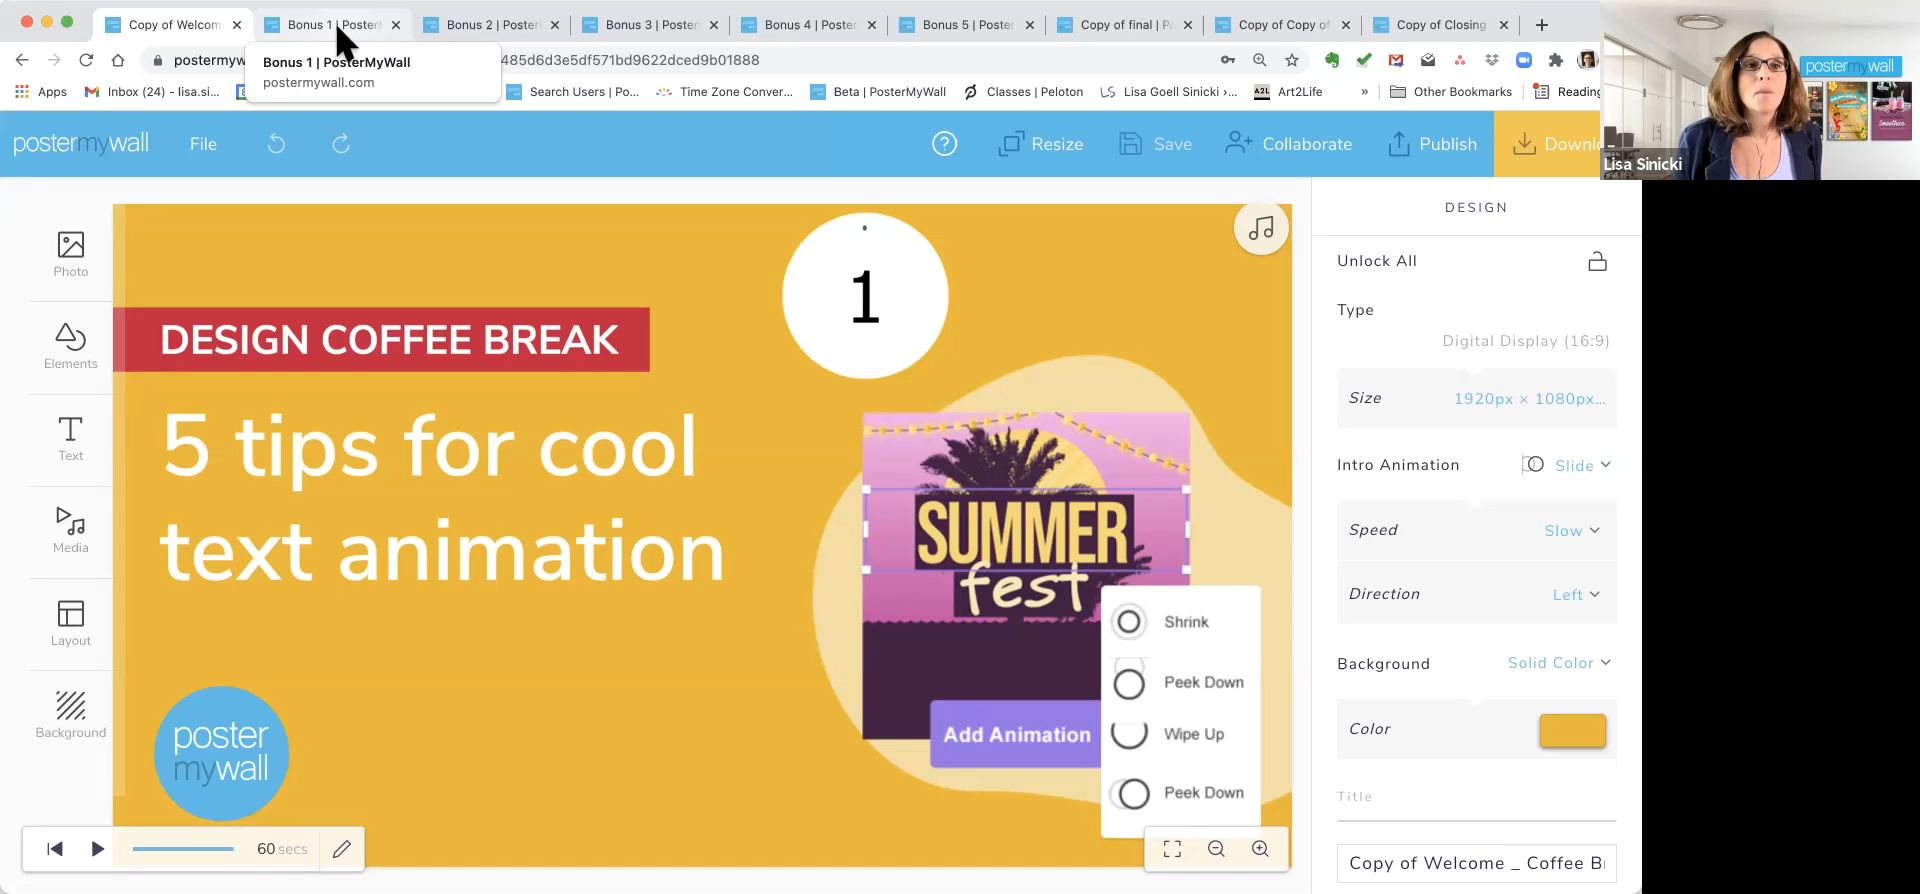 Copy of Welcom
Bonus 1 | Poster
Bonus 2 | Poster
Bonus 3 | Poster
Bonus 4 | Poster
Bonus 5 | Poster
Copy of final | Po
Copy of Copy of
Copy of Closing
postermyw
485d6d3e5df571bd9622dced9b01888
Bonus 1 | PosterMyWall
postermywall.com
Apps
Inbox (24) - lisa.si...
Search Users | Po...
Time Zone Conver...
Beta | PosterMyWall
Classes | Peloton
Lisa Goell Sinicki ›...
A2L
Art2Life
»
Other Bookmarks
Reading
postermywall
File
?
Resize
Save
Collaborate
Publish
Downl
postermywall
Smoothies
Lisa Sinicki
Photo
Elements
Text
Media
Layout
Background
1
DESIGN COFFEE BREAK
5 tips for cool
text animation
SUMMER
fest
Shrink
Peek Down
Wipe Up
Peek Down
Add Animation
poster
mywall
60 secs
DESIGN
Unlock All
Type
Digital Display (16:9)
Size
1920px × 1080px...
Intro Animation
Slide
Speed
Slow
Direction
Left
Background
Solid Color
Color
Title
Copy of Welcome _ Coffee B